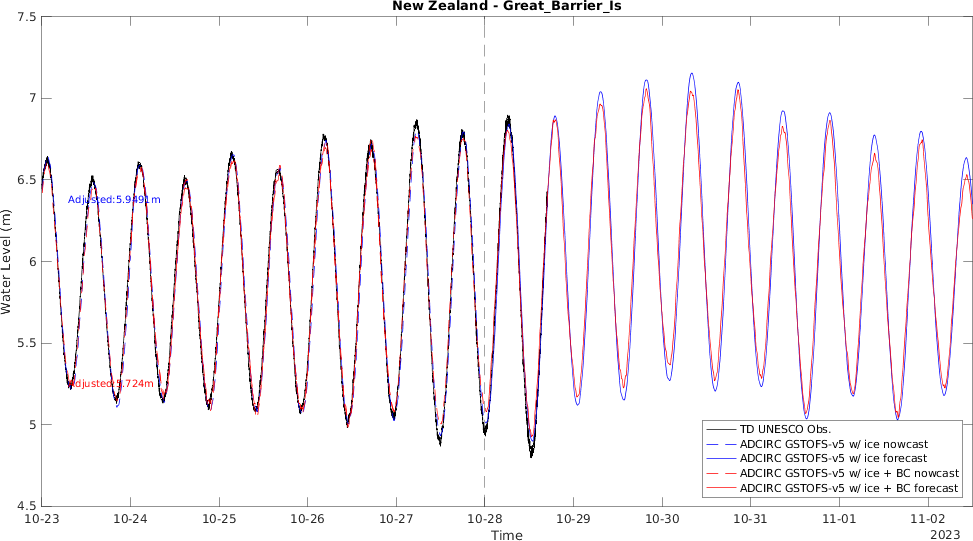 New Zealand - Great_Barrier_Is
7.5
7
6.5
6
5.5
5
4.5
Water Level (m)
Adjusted:5.9491m
Adjusted:5.724m
TD UNESCO Obs.
ADCIRC GSTOFS-v5 w/ ice nowcast
ADCIRC GSTOFS-v5 w/ ice forecast
ADCIRC GSTOFS-v5 w/ ice + BC nowcast
ADCIRC GSTOFS-v5 w/ ice + BC forecast
10-23 10-24 10-25 10-26 10-27 10-28 10-29 10-30 10-31 11-01 11-02
Time
2023